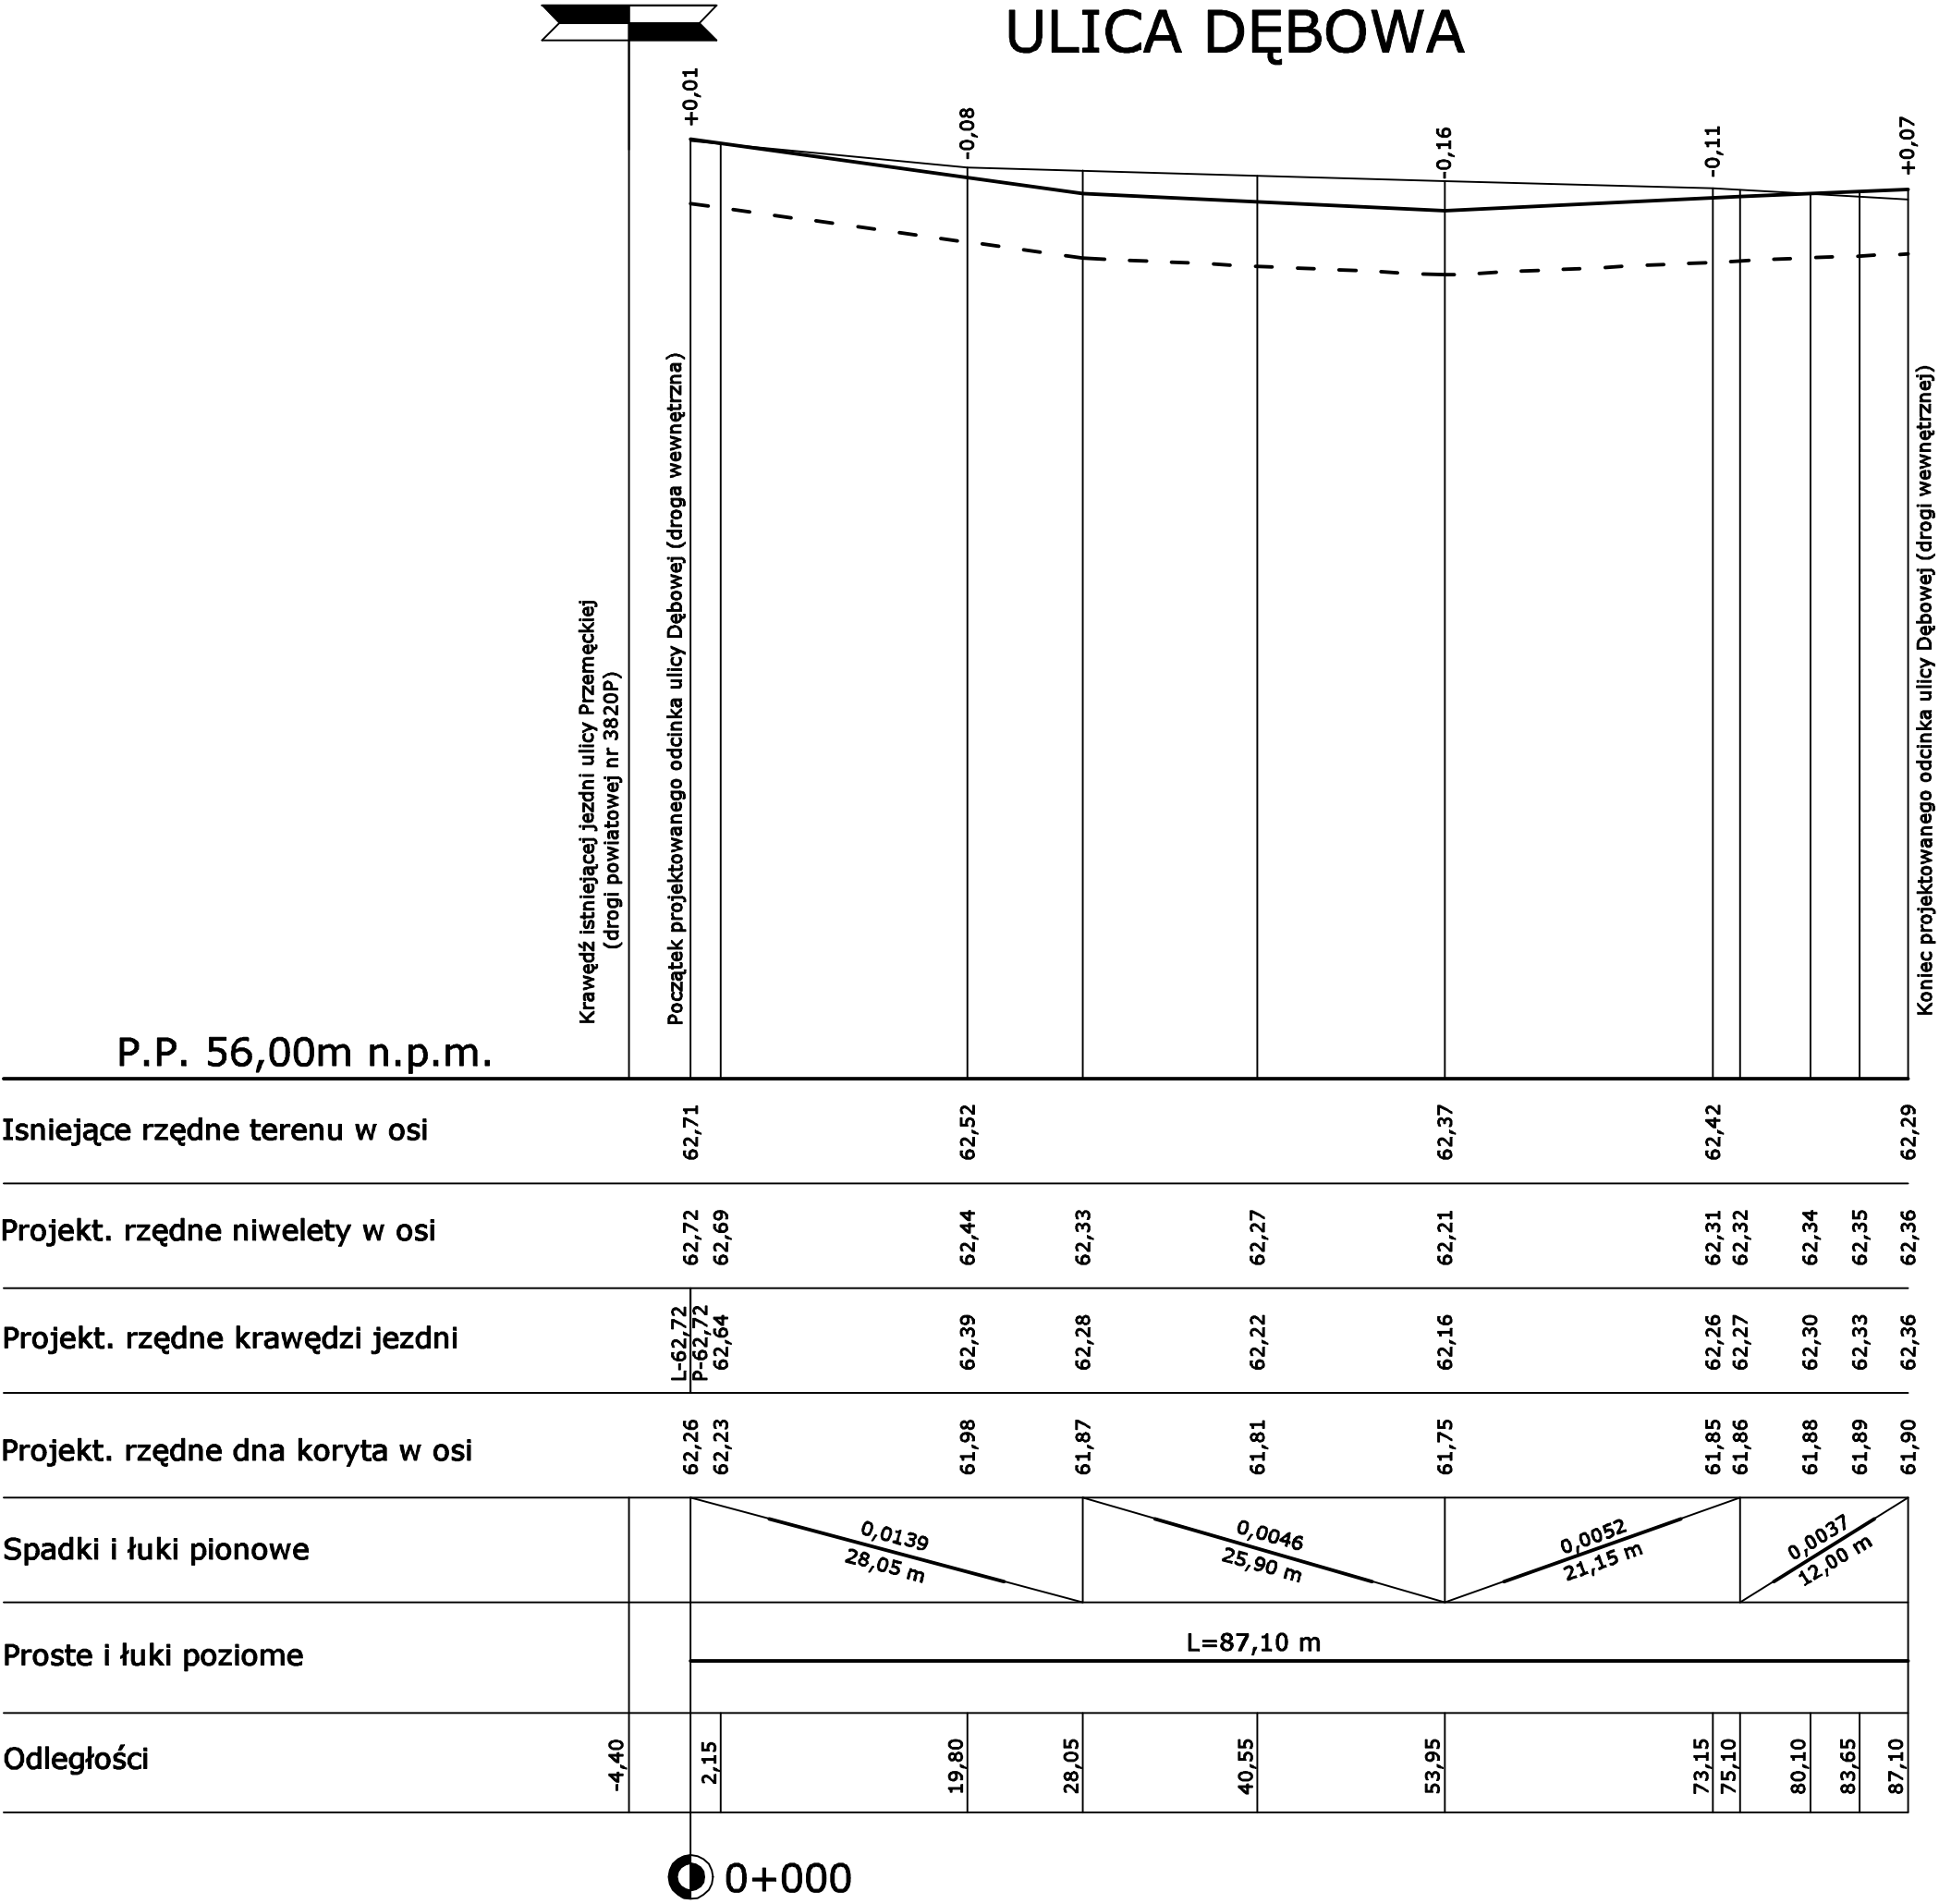 ULICA DĘBOWA
+0,01
-0,08
-0,16
-0,11
+0,07
Krawędź istniejącej jezdni ulicy Przemęckiej
(drogi powiatowej nr 3820P)
Początek projektowanego odcinka ulicy Dębowej (droga wewnętrzna)
Koniec projektowanego odcinka ulicy Dębowej (drogi wewnętrznej)
P.P. 56,00m n.p.m.
Isniejące rzędne terenu w osi
62,71
62,52
62,37
62,42
62,29
Projekt. rzędne niwelety w osi
62,72
62,69
62,44
62,33
62,27
62,21
62,31
62,32
62,34
62,35
62,36
Projekt. rzędne krawędzi jezdni
L-62,72
P-62,72
62,64
62,39
62,28
62,22
62,16
62,26
62,27
62,30
62,33
62,36
Projekt. rzędne dna koryta w osi
62,26
62,23
61,98
61,87
61,81
61,75
61,85
61,86
61,88
61,89
61,90
Spadki i łuki pionowe
0,0139
28,05 m
0,0046
25,90 m
0,0052
21,15 m
0,0037
12,00 m
Proste i łuki poziome
L=87,10 m
Odległości
-4,40
2,15
19,80
28,05
40,55
53,95
73,15
75,10
80,10
83,65
87,10
0+000